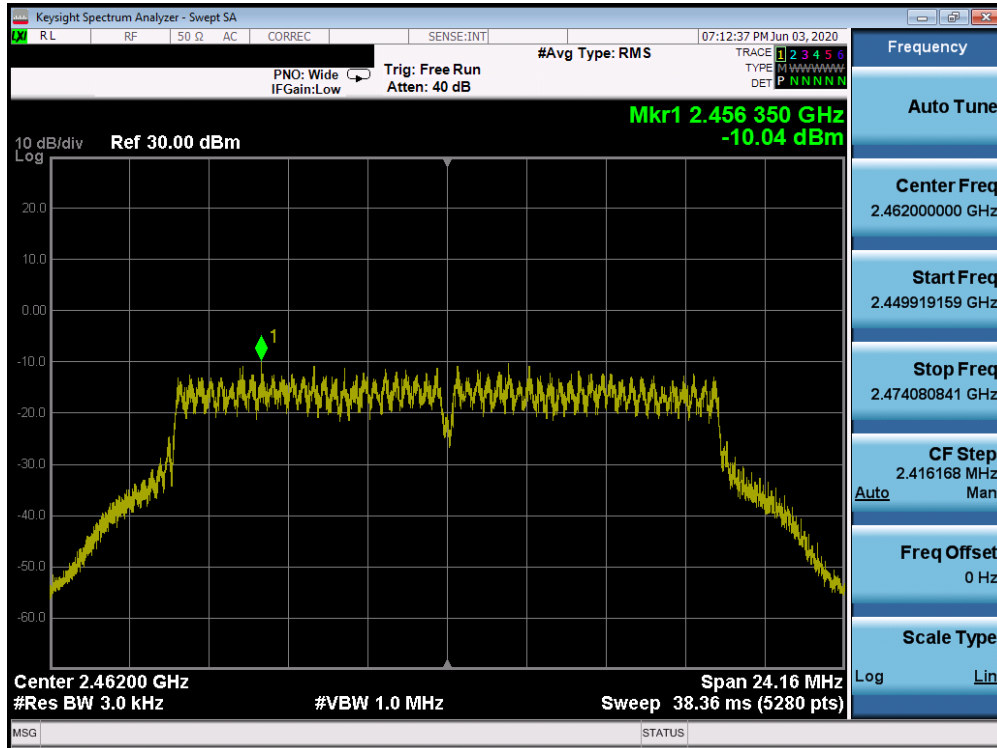 Keysight Spectrum Analyzer - Swept SA
LXI RL RF 50 Ω AC CORREC SENSE:INT 07:12:37 PM Jun 03, 2020
#Avg Type: RMS TRACE 1 2 3 4 5 6
PNO: Wide Trig: Free Run TYPE M WWWWW
IFGain:Low Atten: 40 dB DET P N N N N N
Mkr1 2.456 350 GHz
10 dB/div Ref 30.00 dBm -10.04 dBm
Log
20.0
10.0
0.00
1
-10.0
-20.0
-30.0
-40.0
-50.0
-60.0
Center 2.46200 GHz Span 24.16 MHz
#Res BW 3.0 kHz #VBW 1.0 MHz Sweep 38.36 ms (5280 pts)
MSG STATUS
Frequency
Auto Tune
Center Freq
2.462000000 GHz
Start Freq
2.449919159 GHz
Stop Freq
2.474080841 GHz
CF Step
2.416168 MHz
Auto Man
Freq Offset
0 Hz
Scale Type
Log Lin